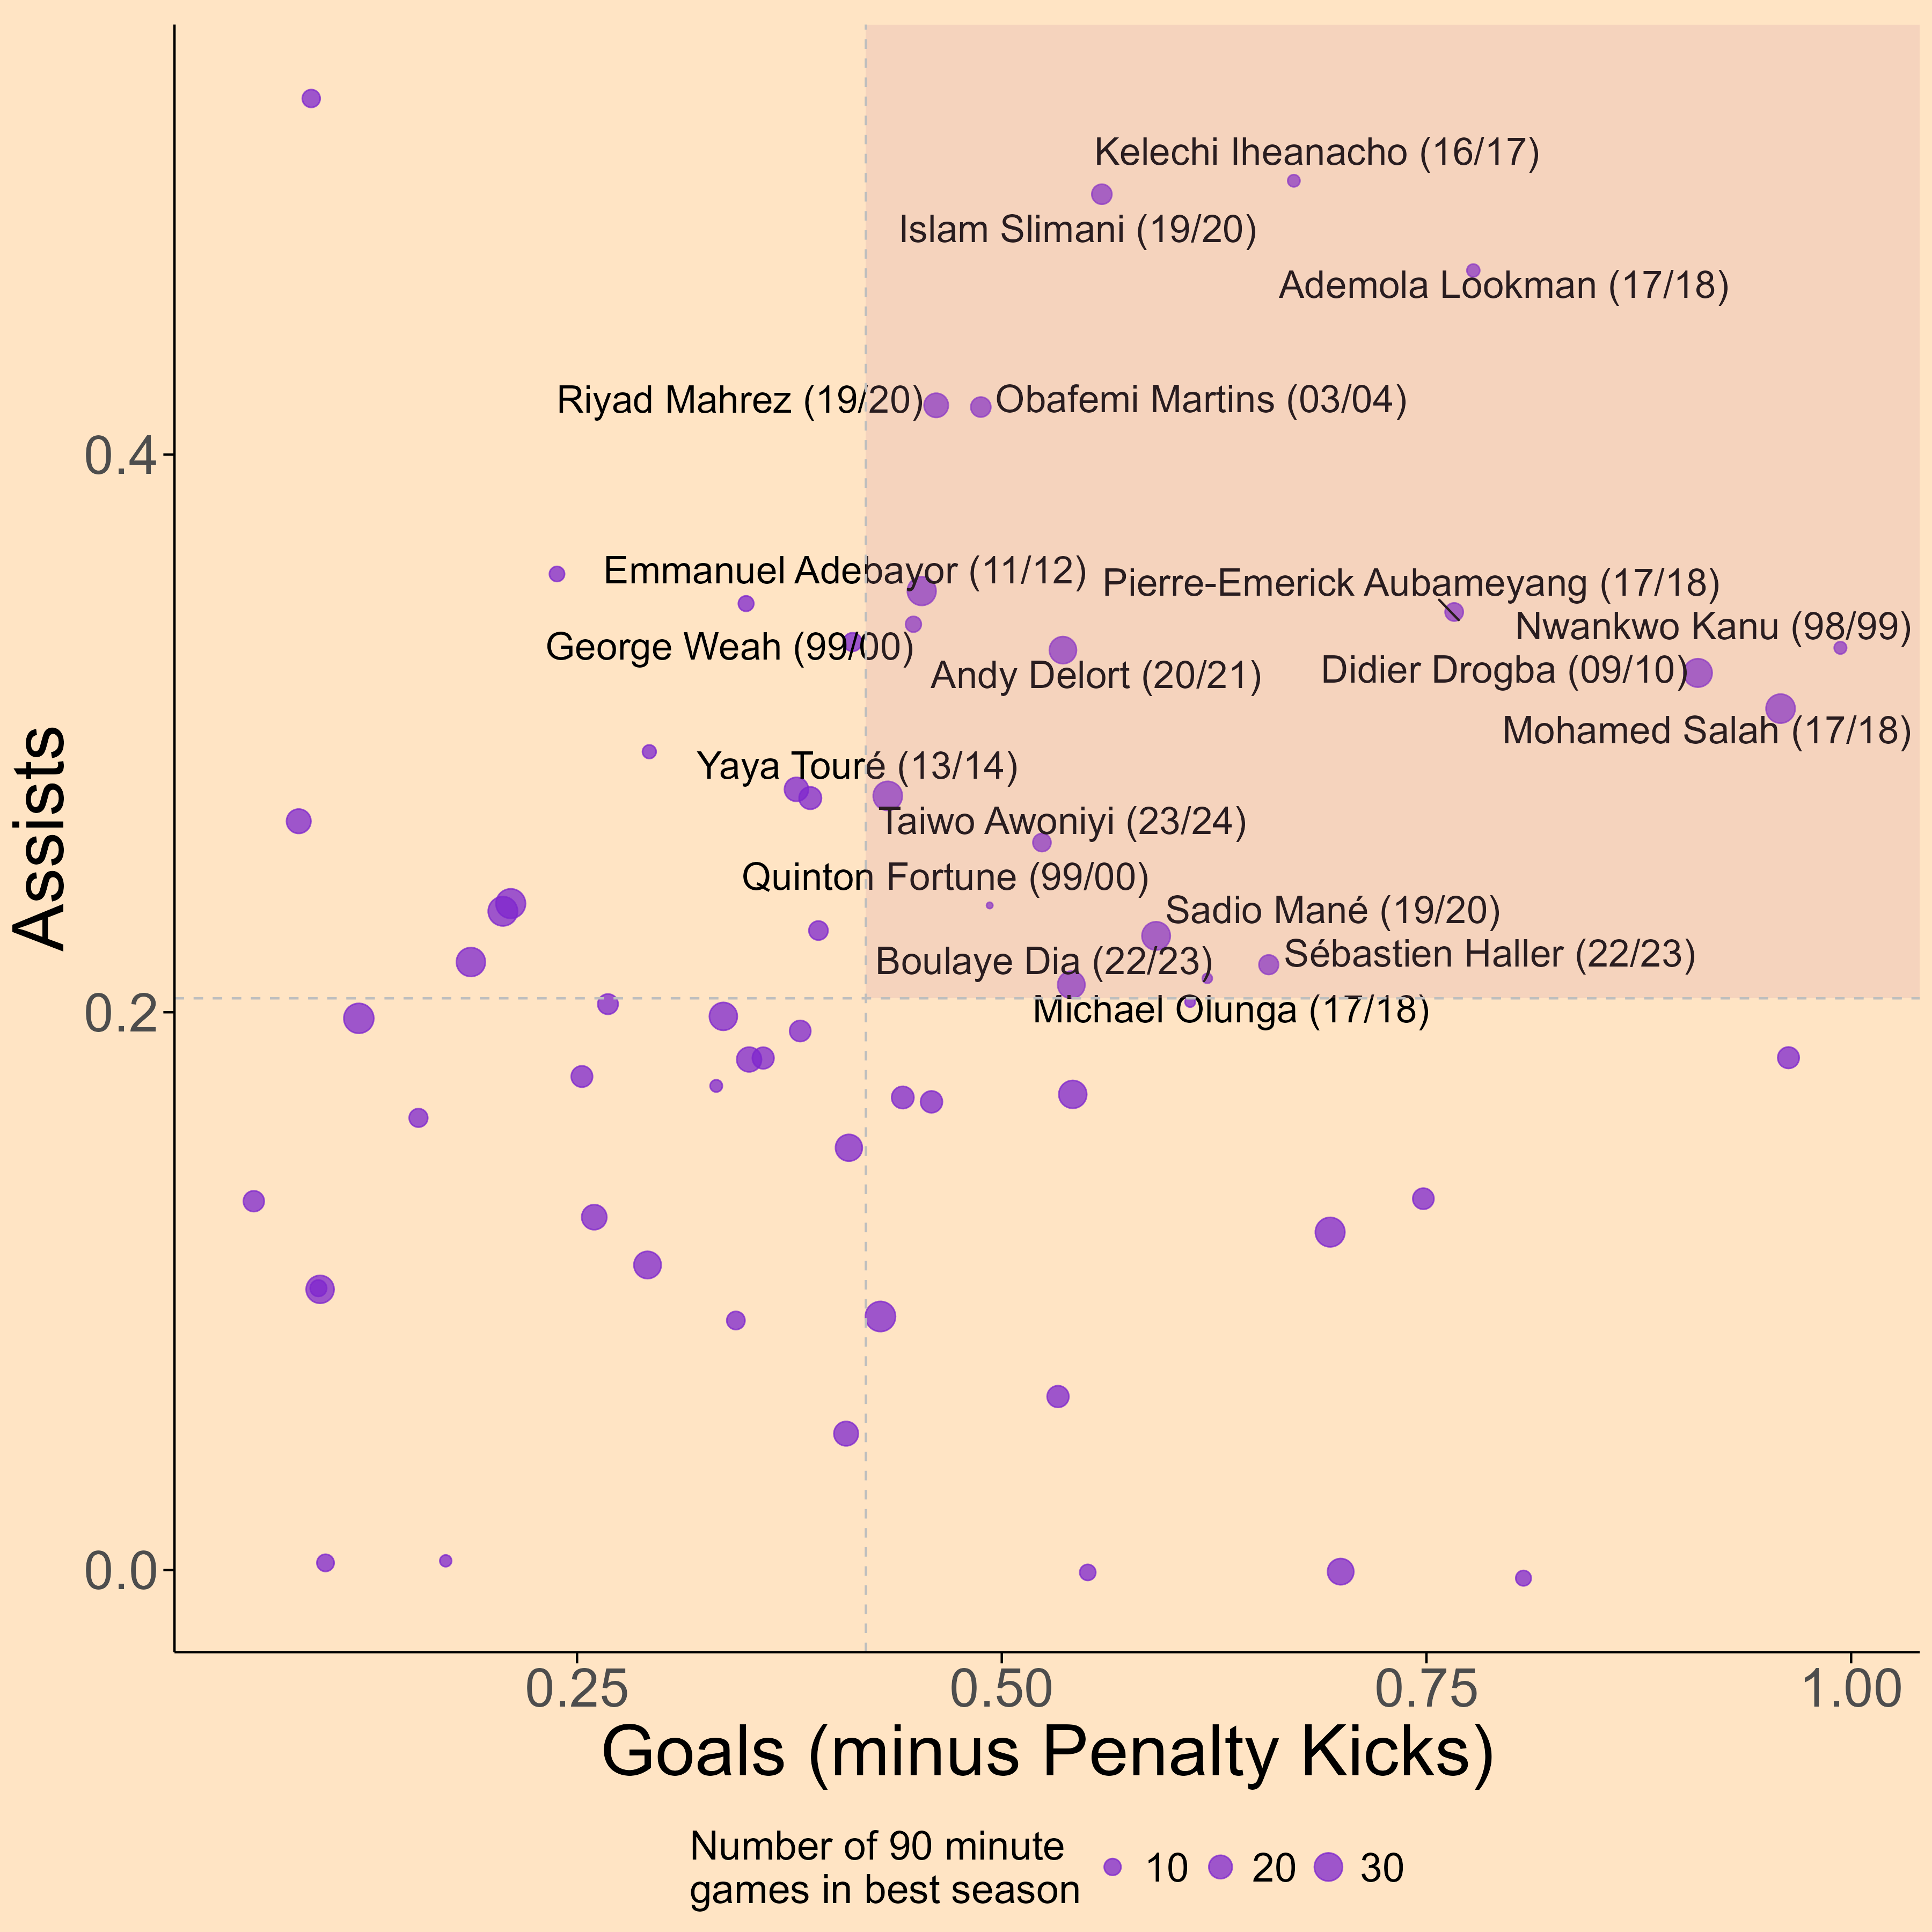 Kelechi Iheanacho (16/17)
Islam Slimani (19/20)
Ademola Lookman (17/18)
Riyad Mahrez (19/20)
Obafemi Martins (03/04)
0.4
Emmanuel Adebayor (11/12)
Pierre-Emerick Aubameyang (17/18)
Nwankwo Kanu (98/99)
George Weah (99/00)
Andy Delort (20/21)
Didier Drogba (09/10)
Mohamed Salah (17/18)
Assists
Yaya Touré (13/14)
Taiwo Awoniyi (23/24)
Quinton Fortune (99/00)
Sadio Mané (19/20)
Boulaye Dia (22/23)
Sébastien Haller (22/23)
0.2
Michael Olunga (17/18)
0.0
0.25
0.50
0.75
1.00
Goals (minus Penalty Kicks)
Number of 90 minute
games in best season
10
20
30